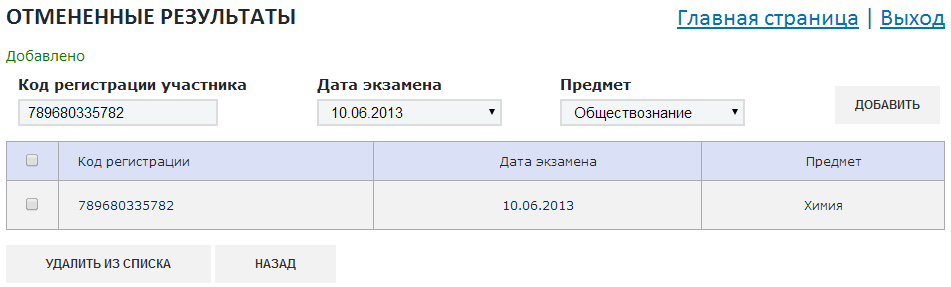 ОТМЕНЕННЫЕ РЕЗУЛЬТАТЫ
Главная страница | Выход
Добавлено
Код регистрации участника Дата экзамена Предмет
789680335782 10.06.2013 Обществознание ДОБАВИТЬ
Код регистрации Дата экзамена Предмет
789680335782 10.06.2013 Химия
УДАЛИТЬ ИЗ СПИСКА НАЗАД